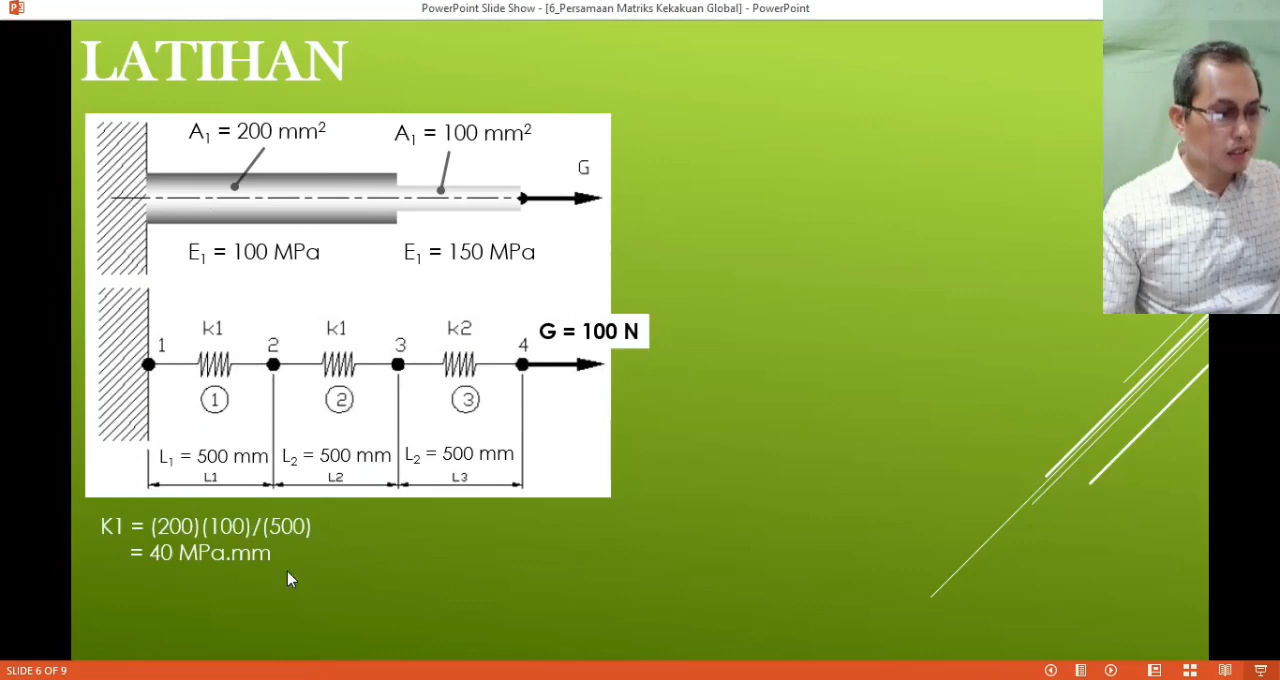 PowerPoint Slide Show - [6_Persamaan Matriks Kekakuan Global] - PowerPoint
LATIHAN
A1 = 200 mm2 A1 = 100 mm2
G
E1 = 100 MPa E1 = 150 MPa
G = 100 N
k1 k1 k2
1 2 3 4
1 2 3
L1 = 500 mm L2 = 500 mm L2 = 500 mm
L1 L2 L3
K1 = (200)(100)/(500)
= 40 MPa.mm
SLIDE 6 OF 9